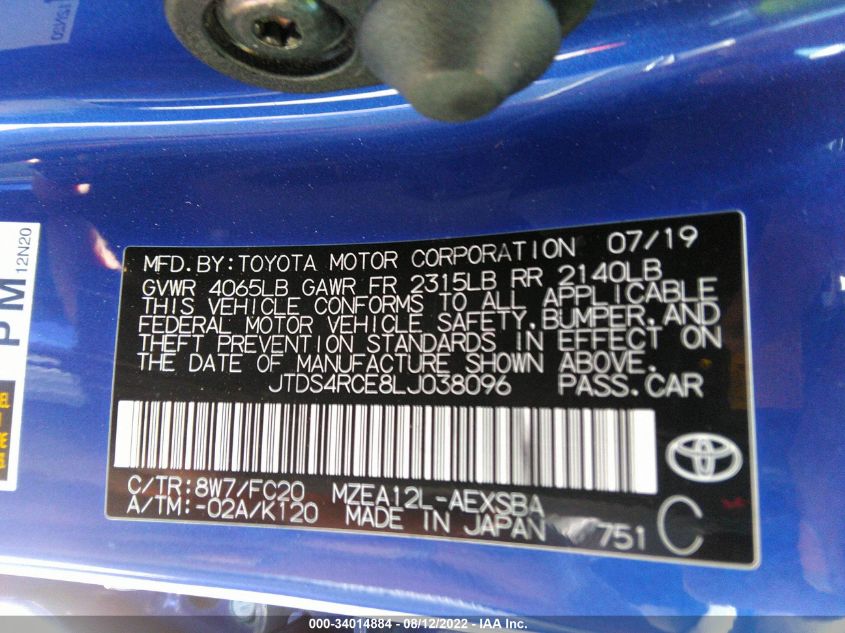 MFD.BY:TOYOTA MOTOR CORPORATION 07/19
GVWR 4065LB GAWR FR 2315LB RR 2140LB
THIS VEHICLE CONFORMS TO ALL APPLICABLE
FEDERAL MOTOR VEHICLE SAFETY,BUMPER,AND
THEFT PREVENTION STANDARDS IN EFFECT ON
THE DATE OF MANUFACTURE SHOWN ABOVE.
JTDS4RCE8LJ038096 PASS.CAR
C/TR:8W7/FC20 MZEA12L-AEXSBA
A/TM:-02A/K120 MADE IN JAPAN 751 C
12N20
P M
000-34014884 - 08/12/2022 - IAA Inc.